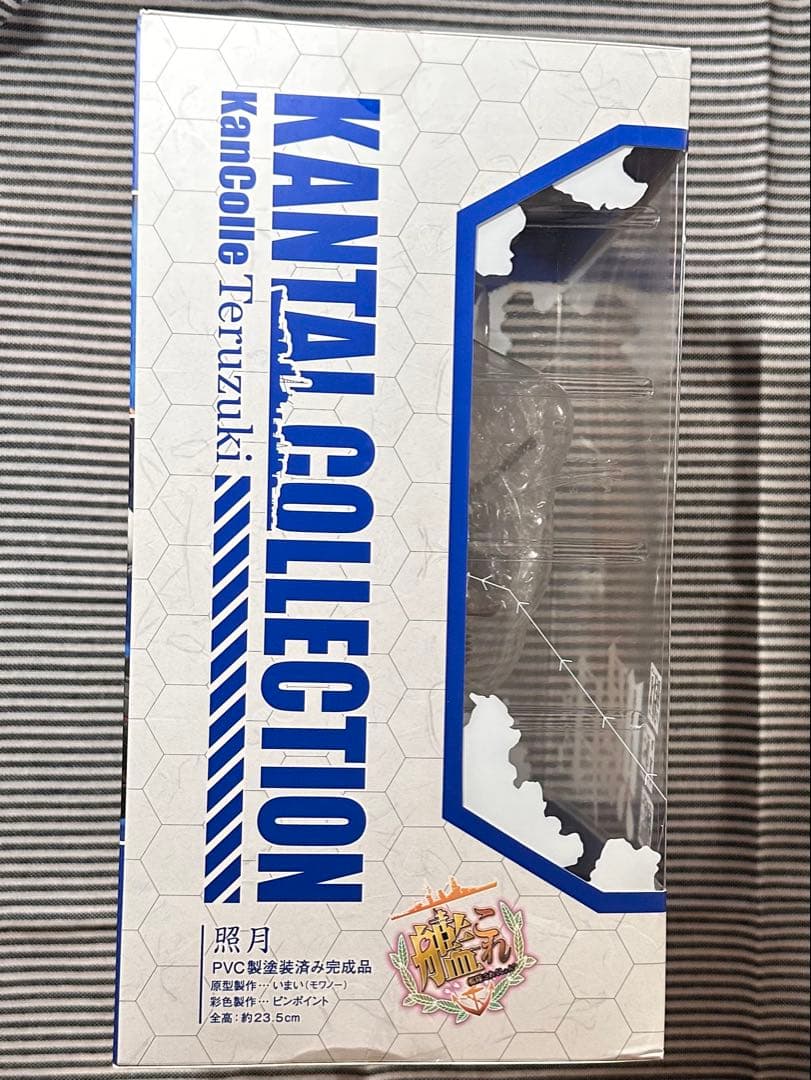 KANTAI COLLECTION
KanColle Teruzuki
照月
PVC製塗装済み完成品
原型製作…いまい(モワノー)
彩色製作…ピンポイント
全高:約23.5cm
艦これ